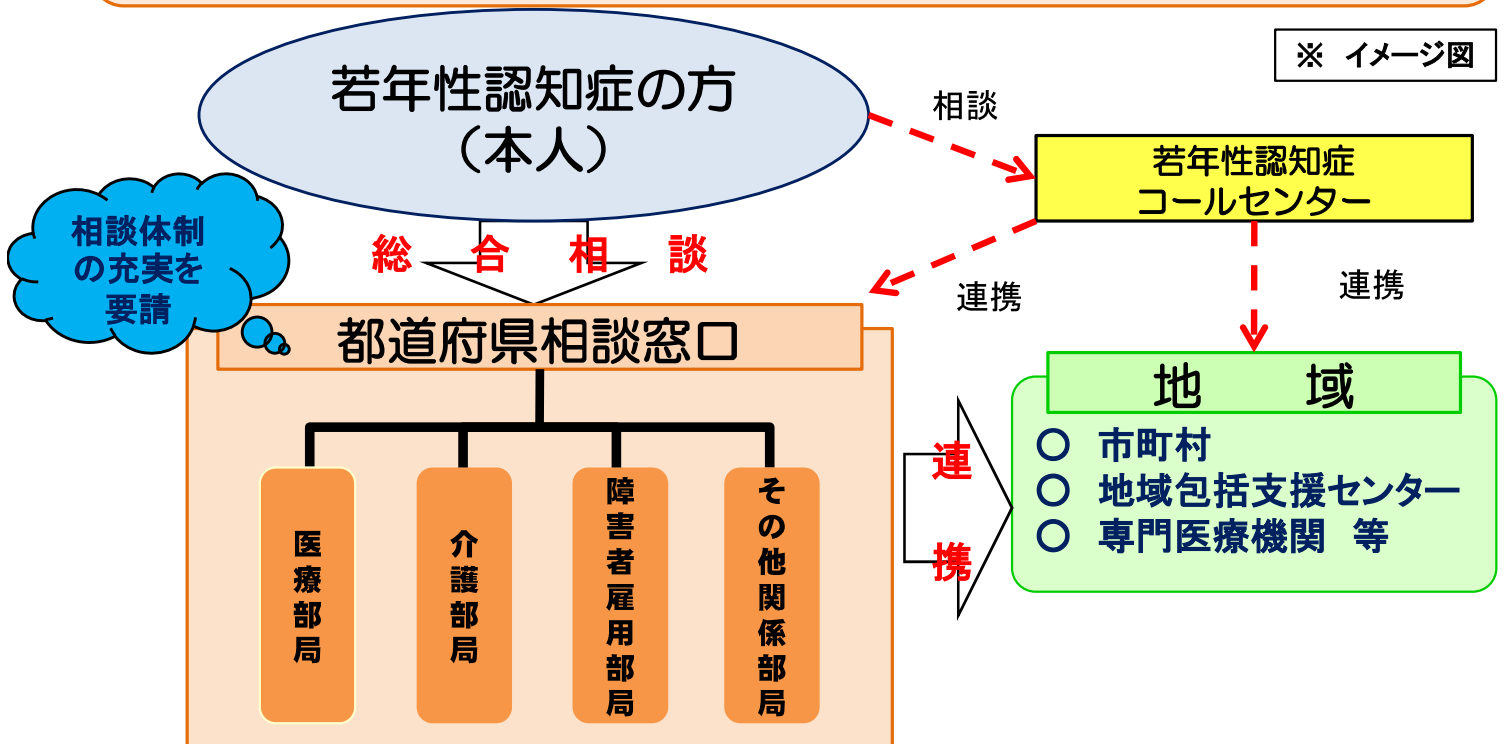 ※ イメージ図
若年性認知症の方
（本人）
相談
若年性認知症
コールセンター
相談体制
の充実を
要請
総合相談
連携
連携
都道府県相談窓口
医療部局
介護部局
障害者雇用部局
その他関係部局
連携
地　域
○ 市町村
○ 地域包括支援センター
○ 専門医療機関 等